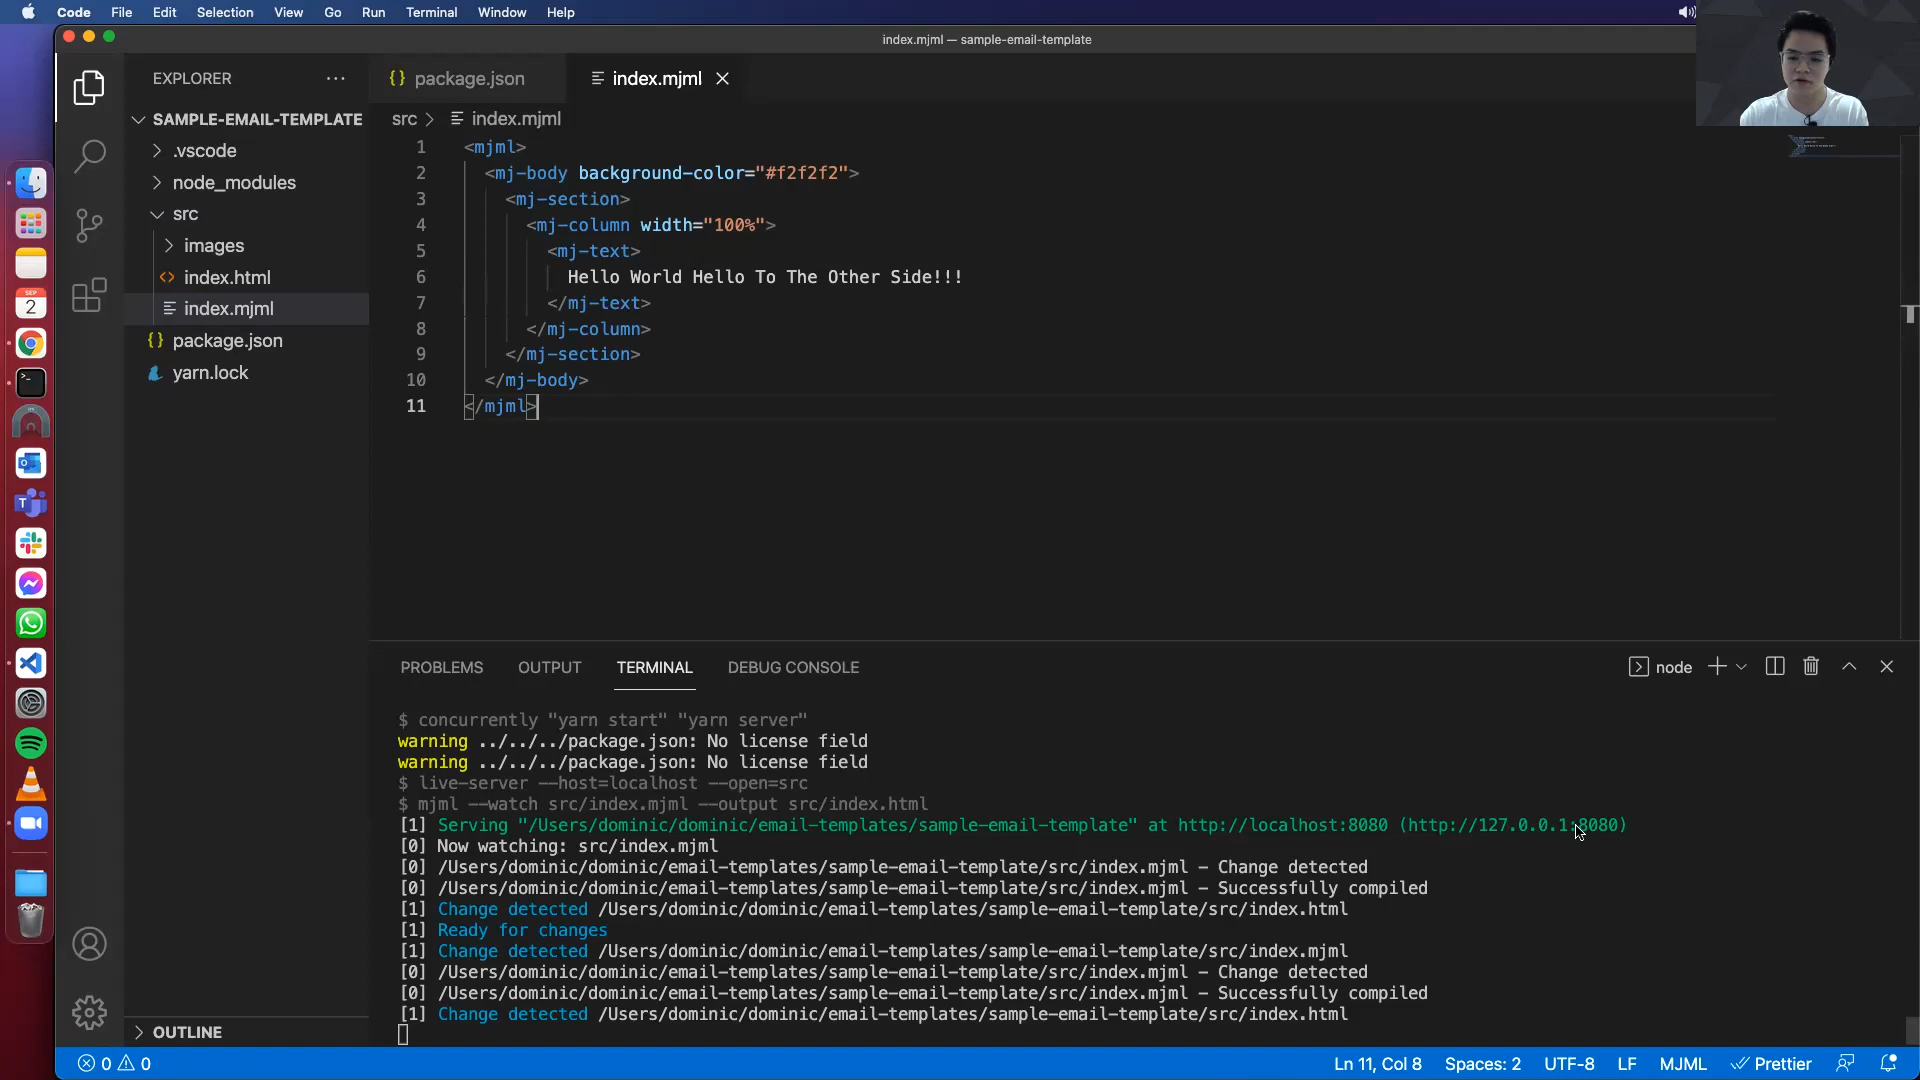 Code File Edit Selection View Go Run Terminal Window Help
index.mjml — sample-email-template
EXPLORER
{} package.json
index.mjml
SAMPLE-EMAIL-TEMPLATE
.vscode
node_modules
src
images
<> index.html
index.mjml
{} package.json
yarn.lock
src > index.mjml
1 <mjml>
2 <mj-body background-color="#f2f2f2">
3 <mj-section>
4 <mj-column width="100%">
5 <mj-text>
6 Hello World Hello To The Other Side!!!
7 </mj-text>
8 </mj-column>
9 </mj-section>
10 </mj-body>
11 </mjml>
SEP
2
PROBLEMS OUTPUT TERMINAL DEBUG CONSOLE
node
$ concurrently "yarn start" "yarn server"
warning ../../../package.json: No license field
warning ../../../package.json: No license field
$ live-server --host=localhost --open=src
$ mjml --watch src/index.mjml --output src/index.html
[1] Serving "/Users/dominic/dominic/email-templates/sample-email-template" at http://localhost:8080 (http://127.0.0.1:8080)
[0] Now watching: src/index.mjml
[0] /Users/dominic/dominic/email-templates/sample-email-template/src/index.mjml - Change detected
[0] /Users/dominic/dominic/email-templates/sample-email-template/src/index.mjml - Successfully compiled
[1] Change detected /Users/dominic/dominic/email-templates/sample-email-template/src/index.html
[1] Ready for changes
[1] Change detected /Users/dominic/dominic/email-templates/sample-email-template/src/index.mjml
[0] /Users/dominic/dominic/email-templates/sample-email-template/src/index.mjml - Change detected
[0] /Users/dominic/dominic/email-templates/sample-email-template/src/index.mjml - Successfully compiled
[1] Change detected /Users/dominic/dominic/email-templates/sample-email-template/src/index.html
OUTLINE
0 0
Ln 11, Col 8 Spaces: 2 UTF-8 LF MJML Prettier